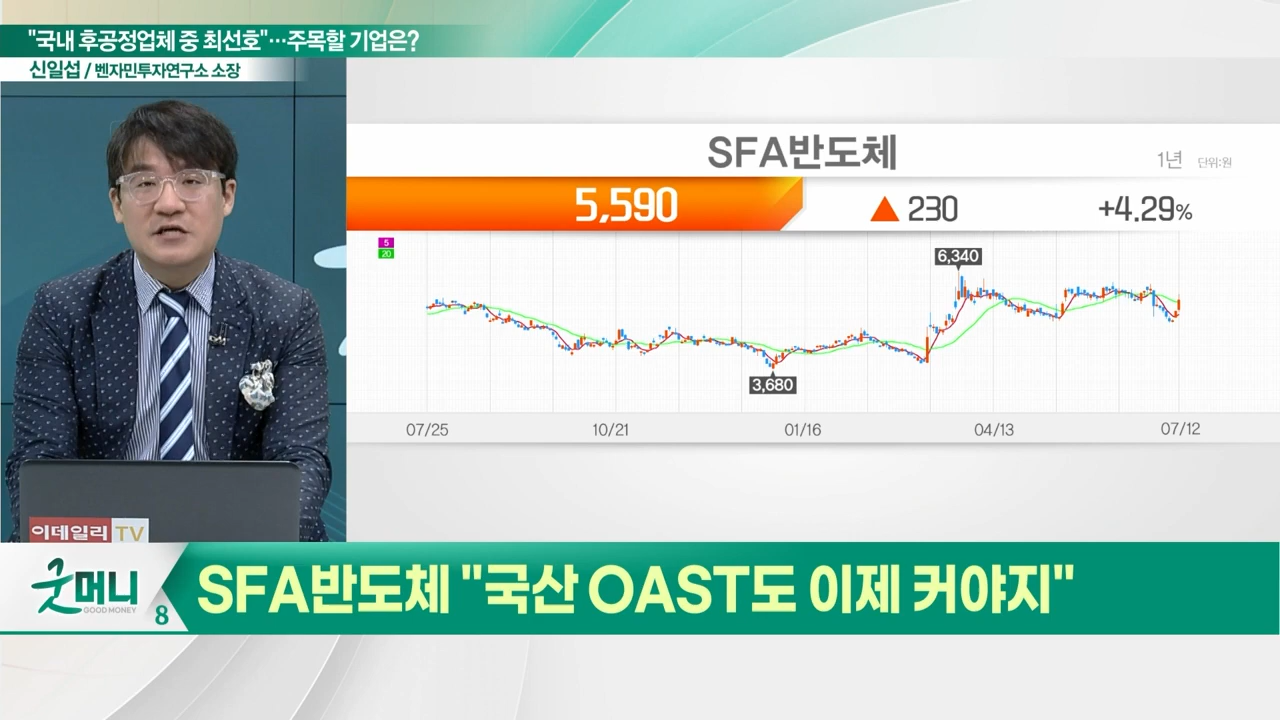 "국내 후공정업체 중 최선호"…주목할 기업은?
신일섭 / 벤자민투자연구소 소장
SFA반도체
1년 단위:원
5,590 ▲ 230 +4.29%
5
20
6,340
3,680
07/25 10/21 01/16 04/13 07/12
이데일리 TV
굿머니 8
GOOD MONEY
SFA반도체 "국산 OAST도 이제 커야지"